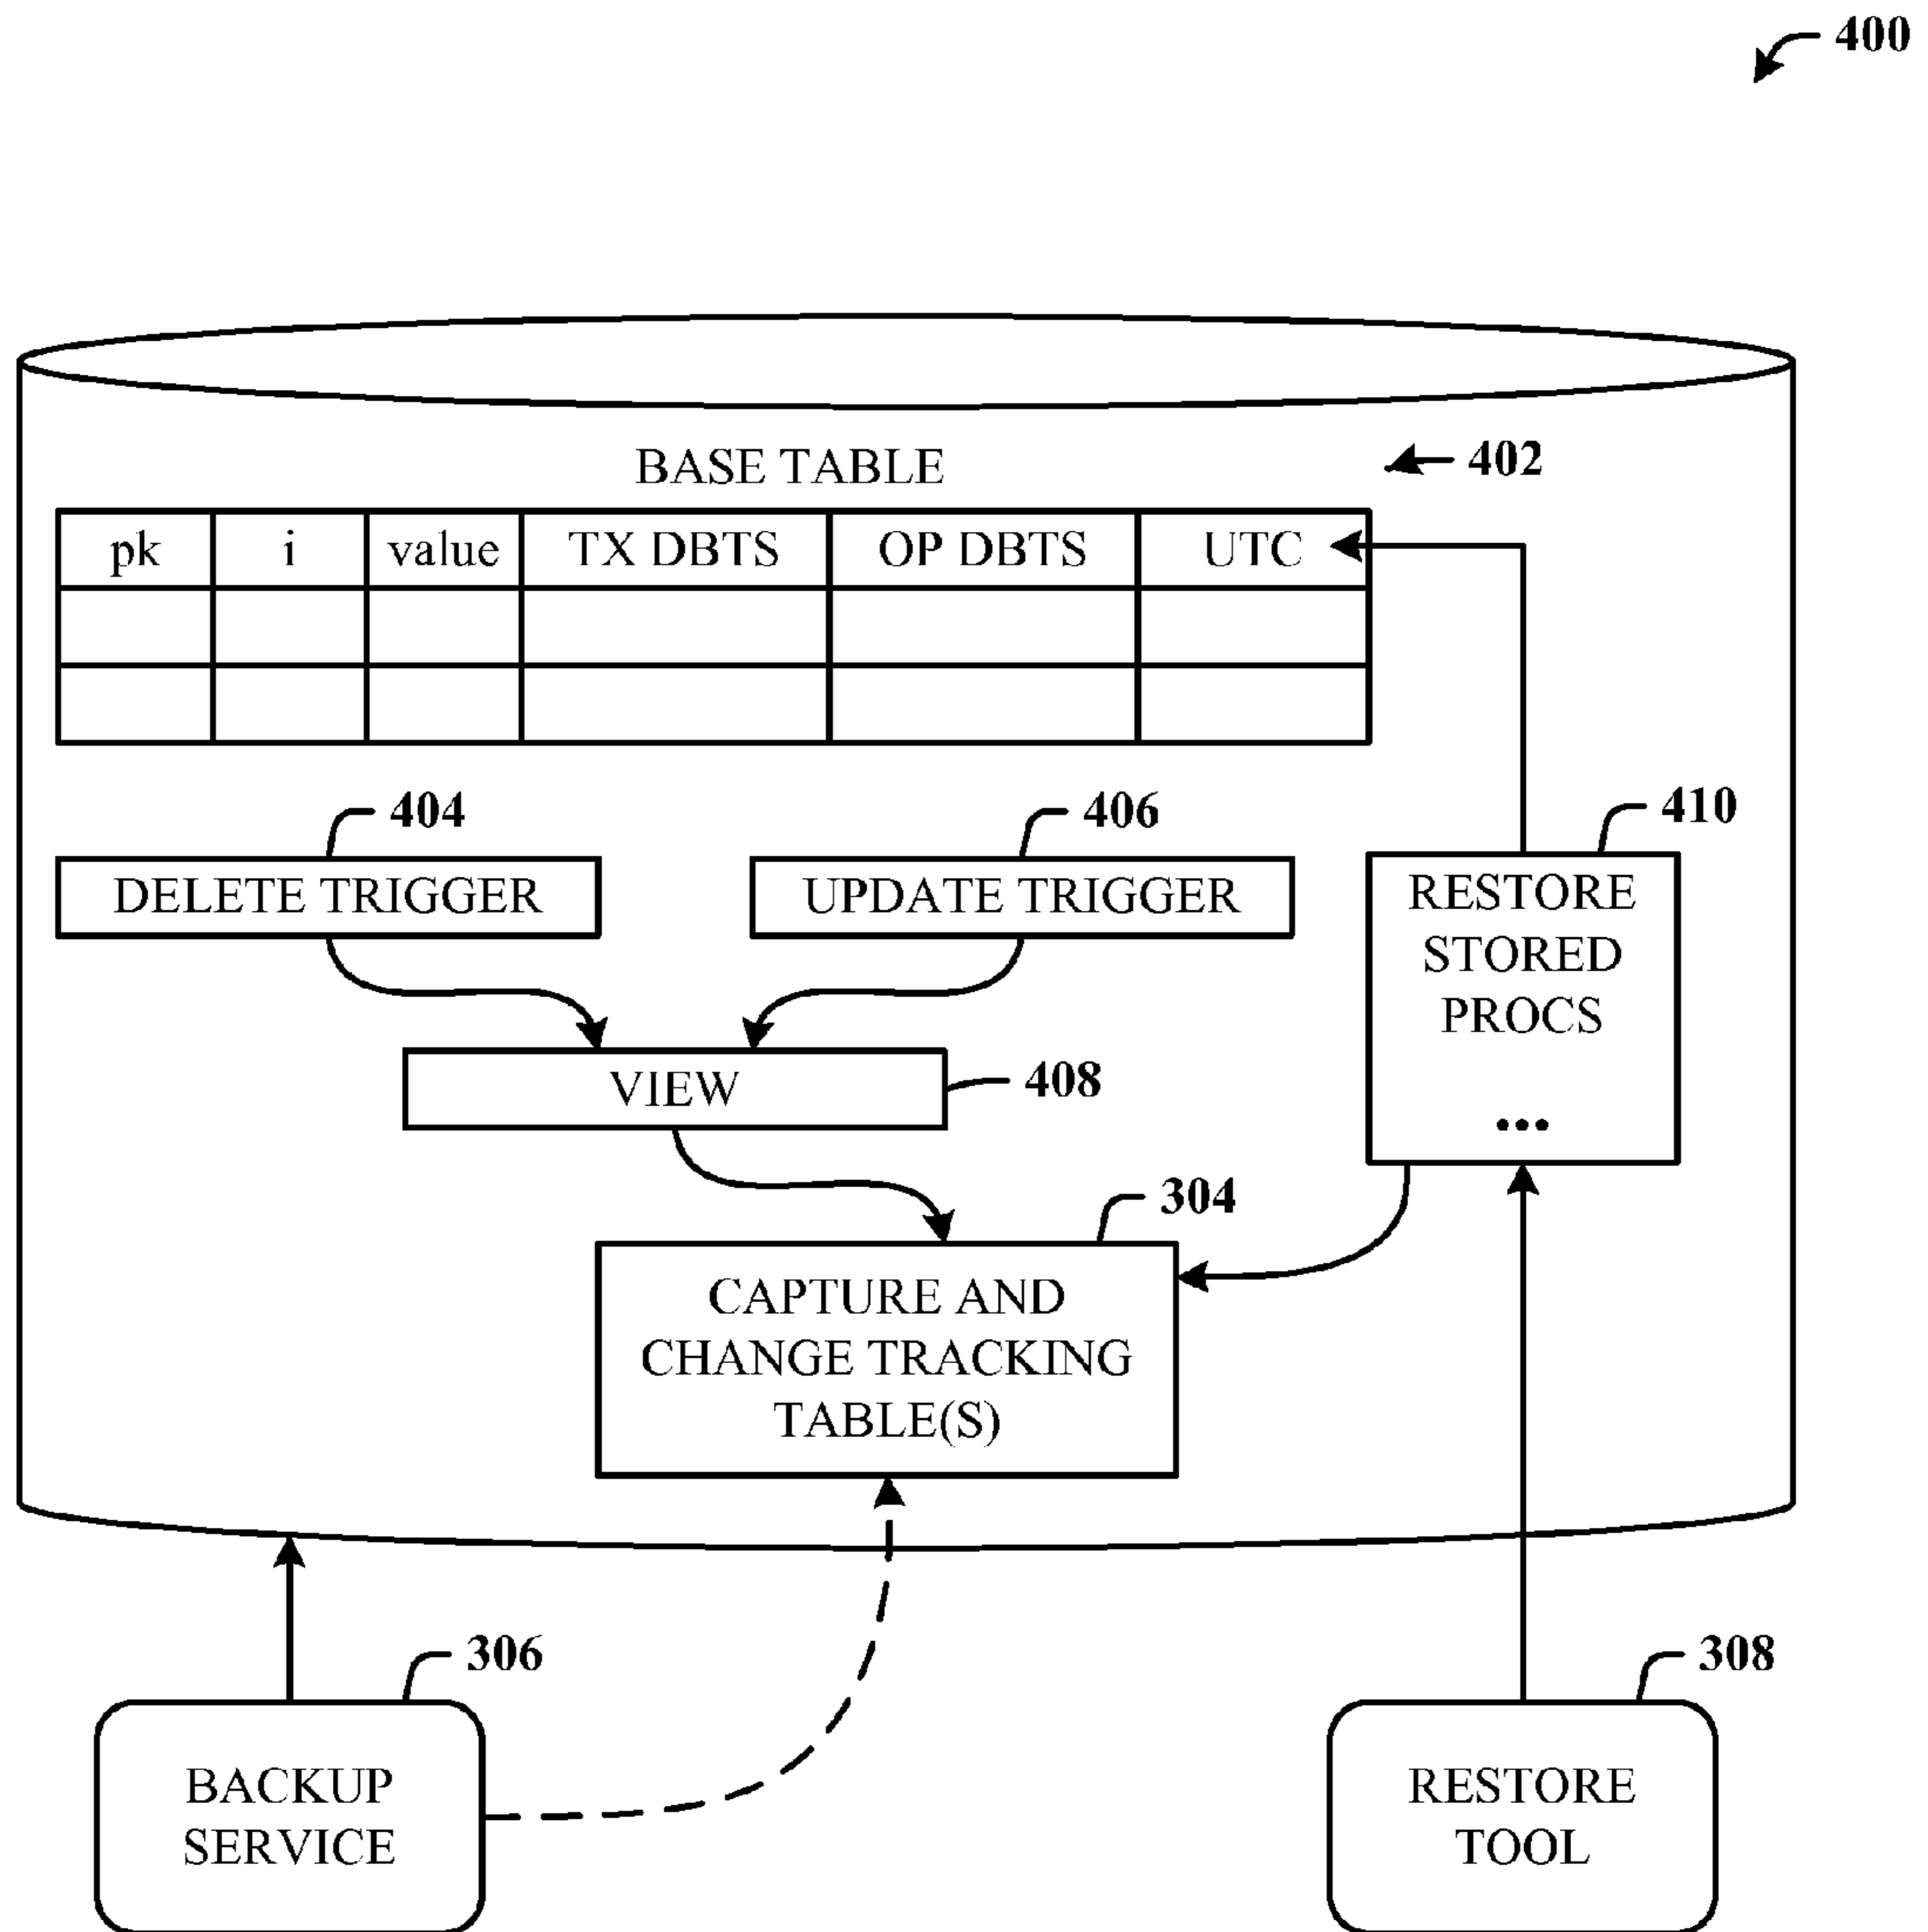 400
BASE TABLE
402
pk i value TX DBTS OP DBTS UTC
404
406
410
DELETE TRIGGER
UPDATE TRIGGER
RESTORE
STORED
PROCS
...
VIEW
408
304
CAPTURE AND
CHANGE TRACKING
TABLE(S)
306
308
BACKUP
SERVICE
RESTORE
TOOL